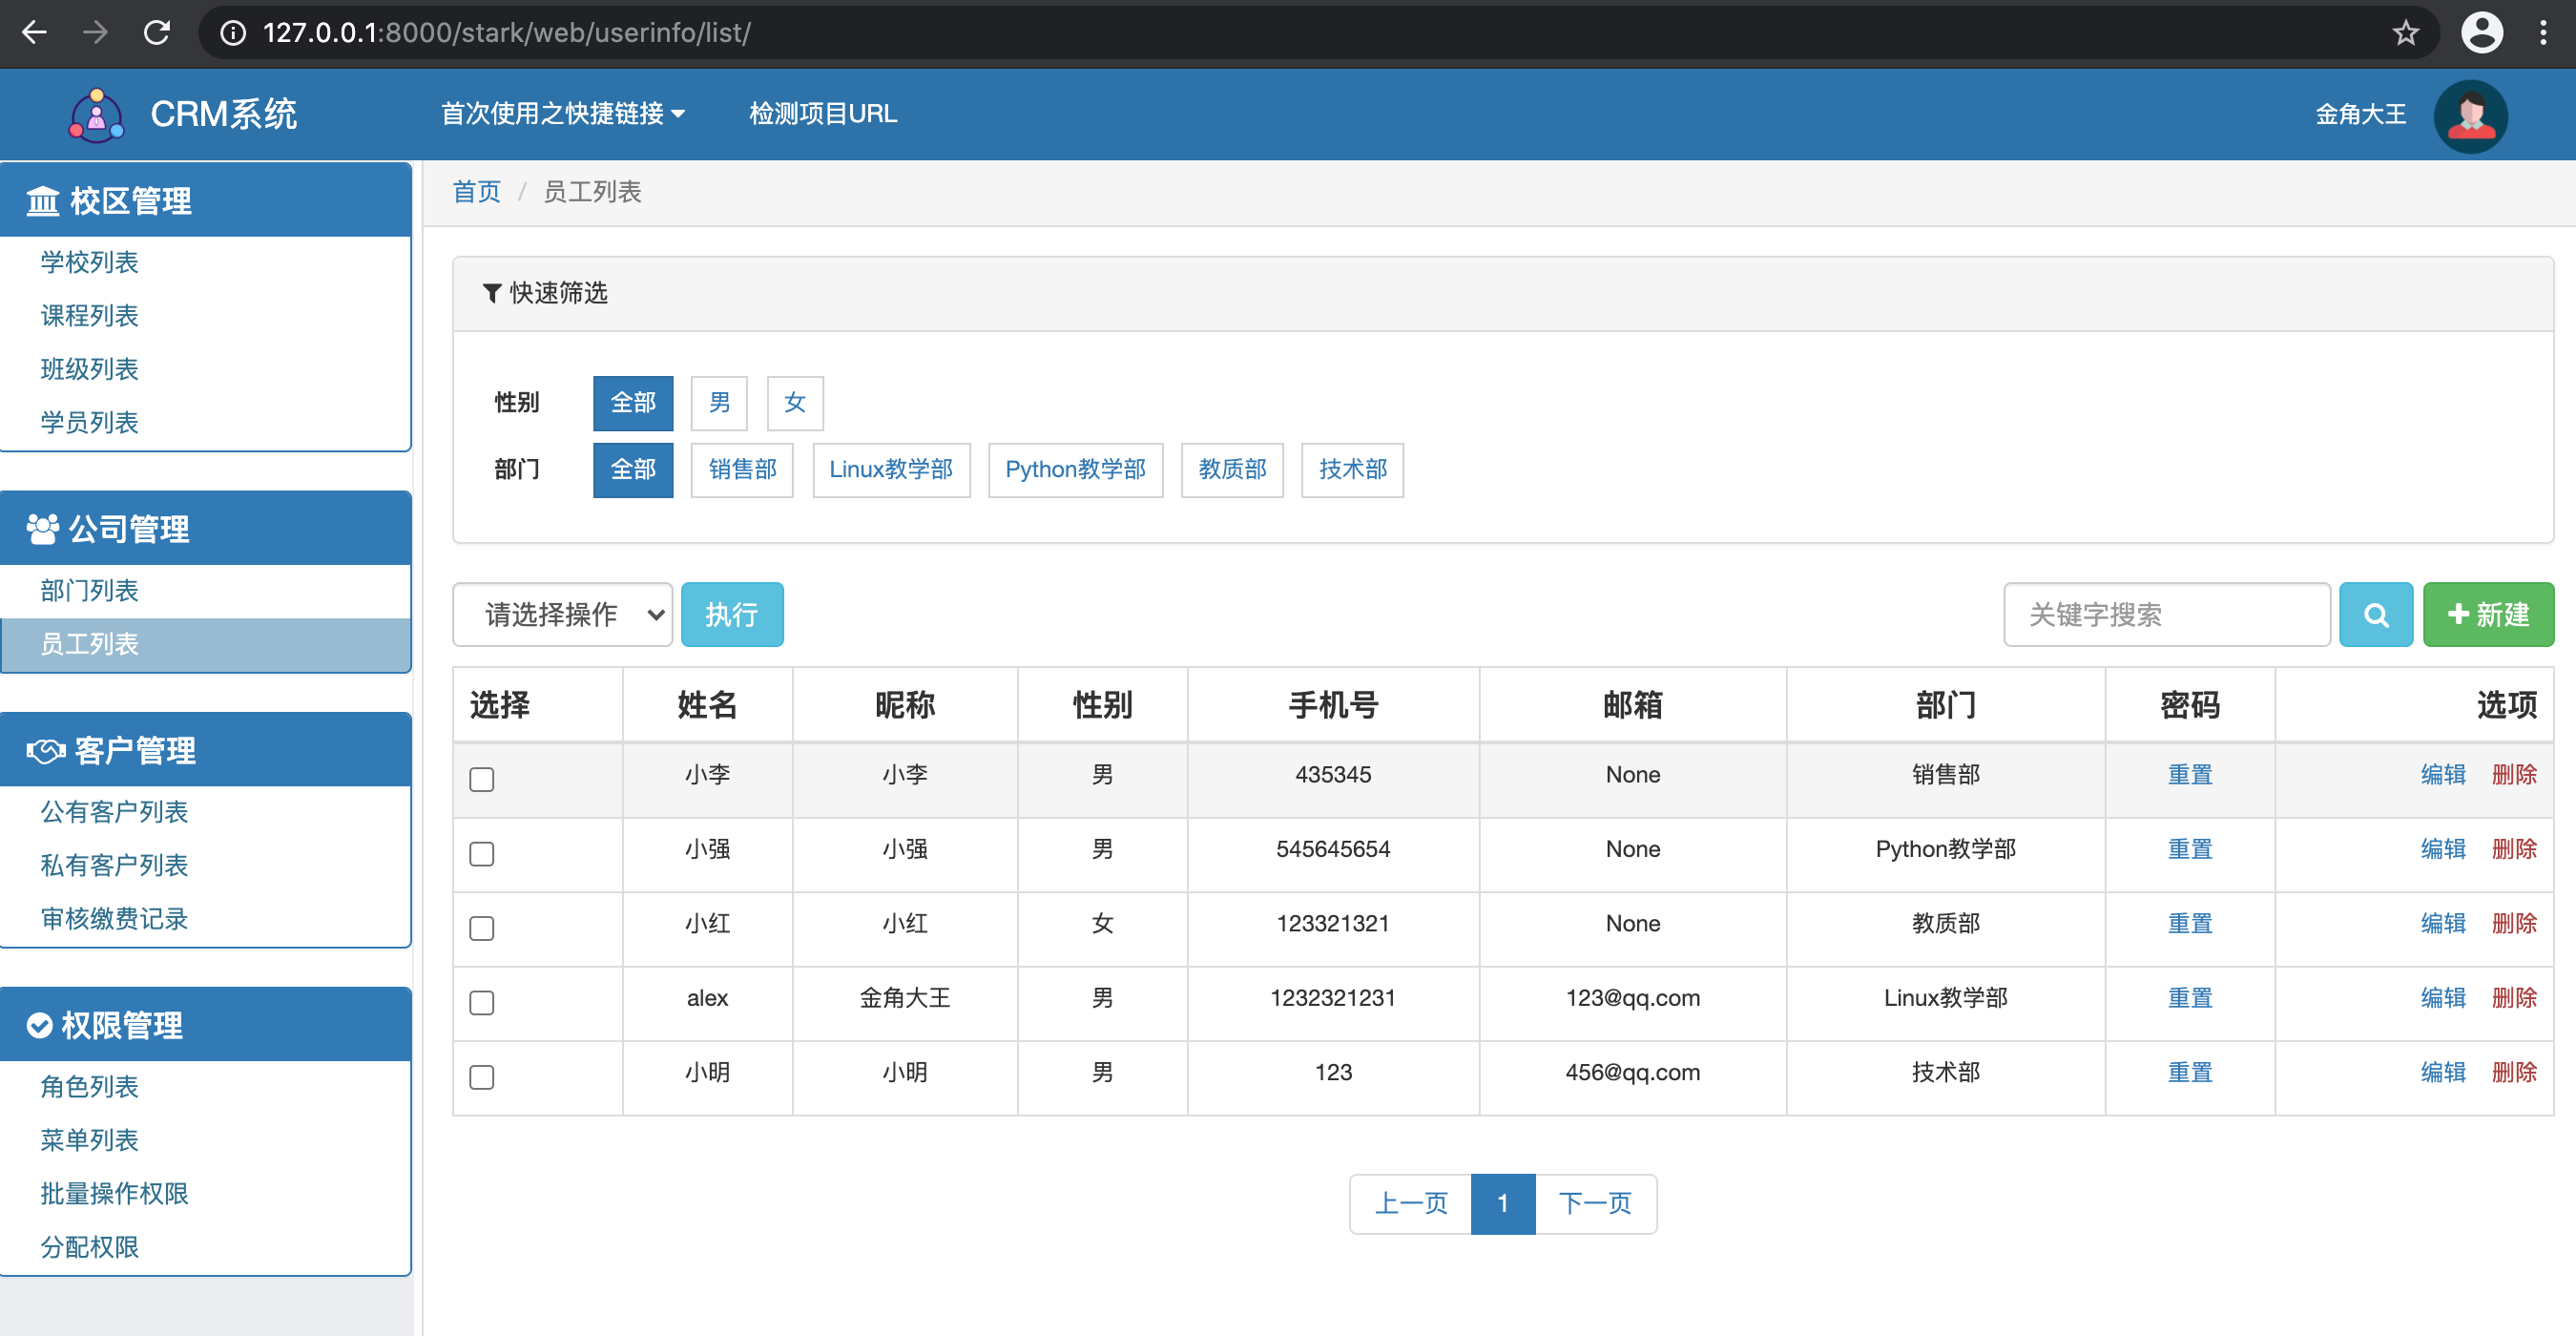 127.0.0.1:8000/stark/web/userinfo/list/
CRM系统 首次使用之快捷链接 检测项目URL 金角大王
校区管理
学校列表
课程列表
班级列表
学员列表
公司管理
部门列表
员工列表
客户管理
公有客户列表
私有客户列表
审核缴费记录
权限管理
角色列表
菜单列表
批量操作权限
分配权限
首页 / 员工列表
快速筛选
性别 全部 男 女
部门 全部 销售部 Linux教学部 Python教学部 教质部 技术部
请选择操作 执行 关键字搜索 新建
选择 姓名 昵称 性别 手机号 邮箱 部门 密码 选项
小李 小李 男 435345 None 销售部 重置 编辑 删除
小强 小强 男 545645654 None Python教学部 重置 编辑 删除
小红 小红 女 123321321 None 教质部 重置 编辑 删除
alex 金角大王 男 1232321231 123@qq.com Linux教学部 重置 编辑 删除
小明 小明 男 123 456@qq.com 技术部 重置 编辑 删除
上一页 1 下一页